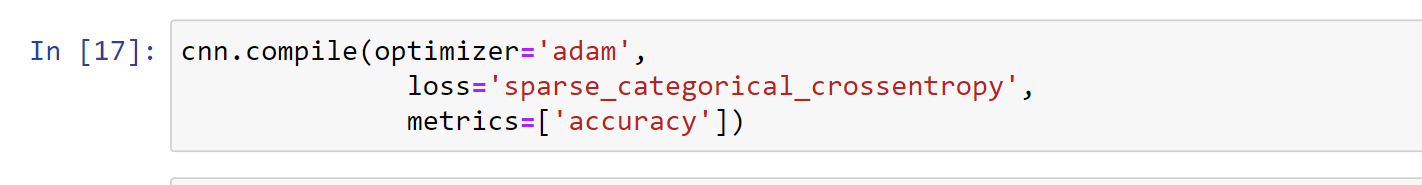 In [17]: cnn.compile(optimizer='adam',
loss='sparse_categorical_crossentropy',
metrics=['accuracy'])